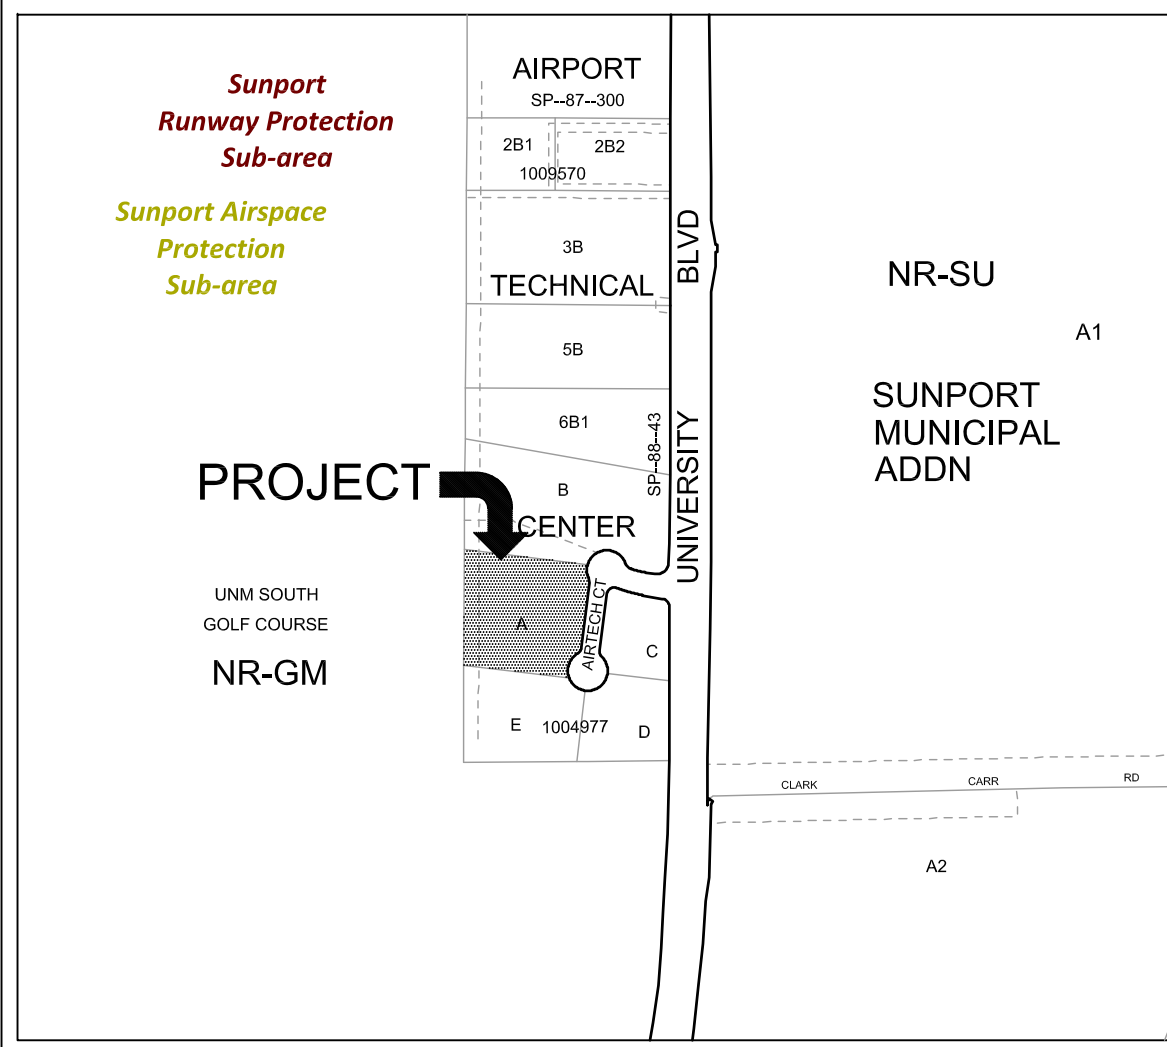 Sunport
Runway Protection
Sub-area
Sunport Airspace
Protection
Sub-area
AIRPORT
SP--87--300
2B1
2B2
1009570
3B
TECHNICAL
5B
6B1
SP--88--43
B
CENTER
UNIVERSITY BLVD
NR-SU
A1
SUNPORT
MUNICIPAL
ADDN
PROJECT
UNM SOUTH
GOLF COURSE
NR-GM
A
AIRTECH CT
C
E
1004977
D
CLARK CARR RD
A2